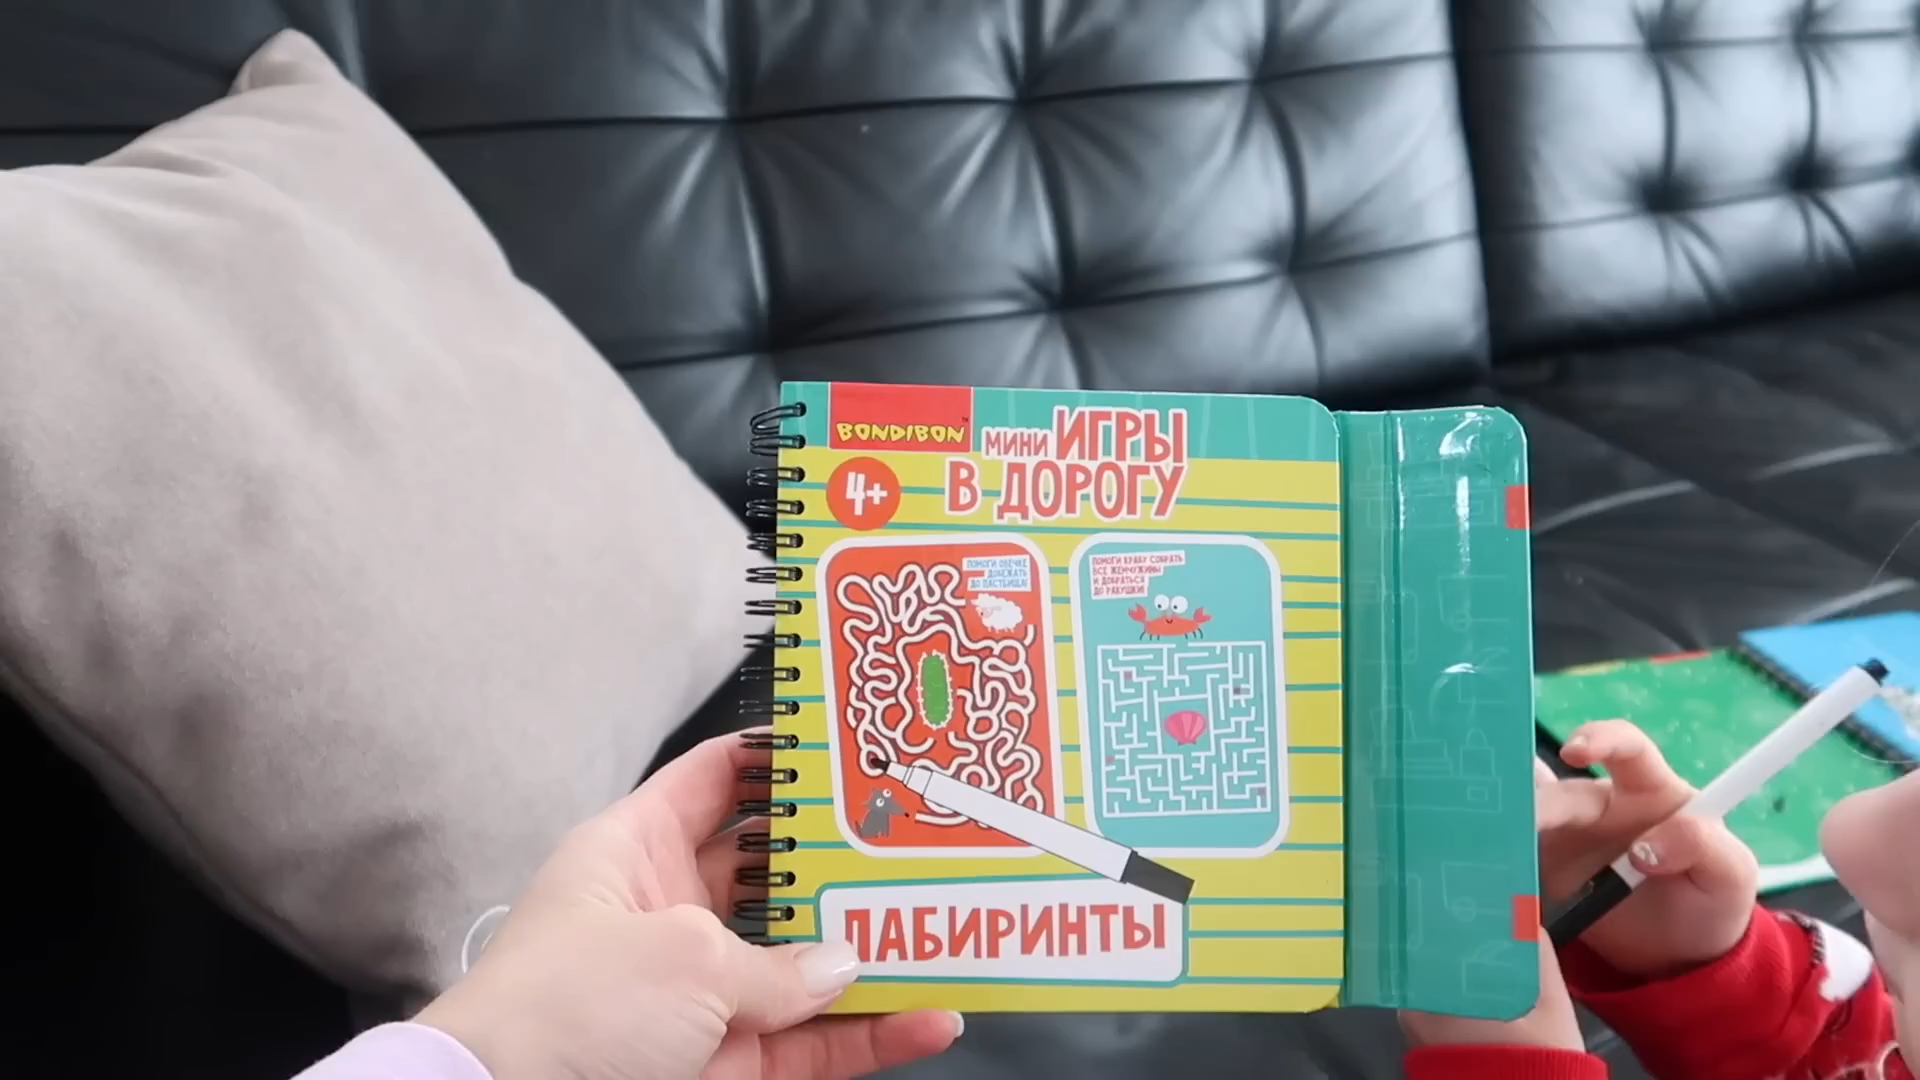 BONDIBON
МИНИ ИГРЫ
В ДОРОГУ
4+
ПОМОГИ ОВЕЧКЕ
ДОБЕЖАТЬ
ДО ПАСТБИЩА!
ПОМОГИ КРАБУ СОБРАТЬ
ВСЕ ЖЕМЧУЖИНЫ
И ДОБРАТЬСЯ
ДО РАКУШКИ!
ЛАБИРИНТЫ